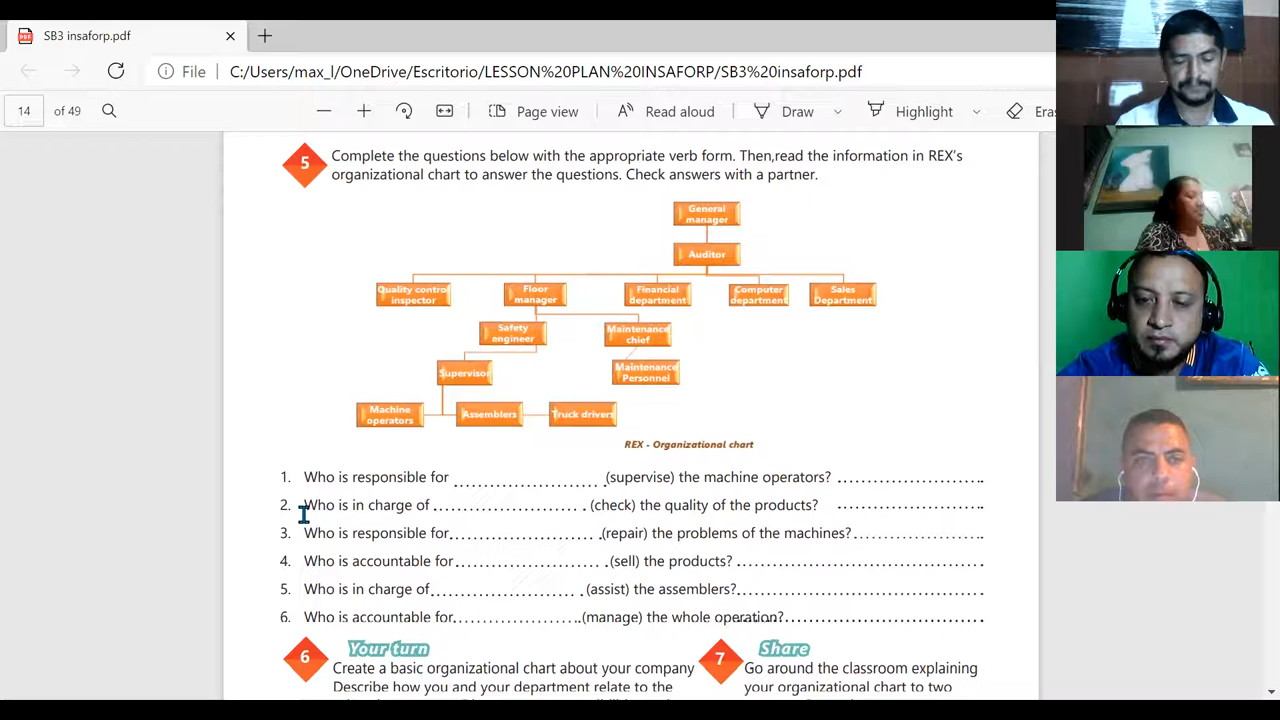 SB3 insaforp.pdf
File C:/Users/max_l/OneDrive/Escritorio/LESSON%20PLAN%20INSAFORP/SB3%20insaforp.pdf
14 of 49 Page view Read aloud Draw Highlight Eras
5
Complete the questions below with the appropriate verb form. Then,read the information in REX's
organizational chart to answer the questions. Check answers with a partner.
General
manager
Auditor
Quality control
inspector
Floor
manager
Financial
department
Computer
department
Sales
Department
Safety
engineer
Maintenance
chief
Supervisor
Maintenance
Personnel
Machine
operators
Assemblers
Truck drivers
REX - Organizational chart
1. Who is responsible for ........................ (supervise) the machine operators? ........................
2. Who is in charge of ........................ (check) the quality of the products? ........................
3. Who is responsible for ........................ (repair) the problems of the machines? ........................
4. Who is accountable for ........................ (sell) the products? ........................
5. Who is in charge of ........................ (assist) the assemblers? ........................
6. Who is accountable for ........................ (manage) the whole operation? ........................
6 Your turn
Create a basic organizational chart about your company
Describe how you and your department relate to the
7 Share
Go around the classroom explaining
your organizational chart to two